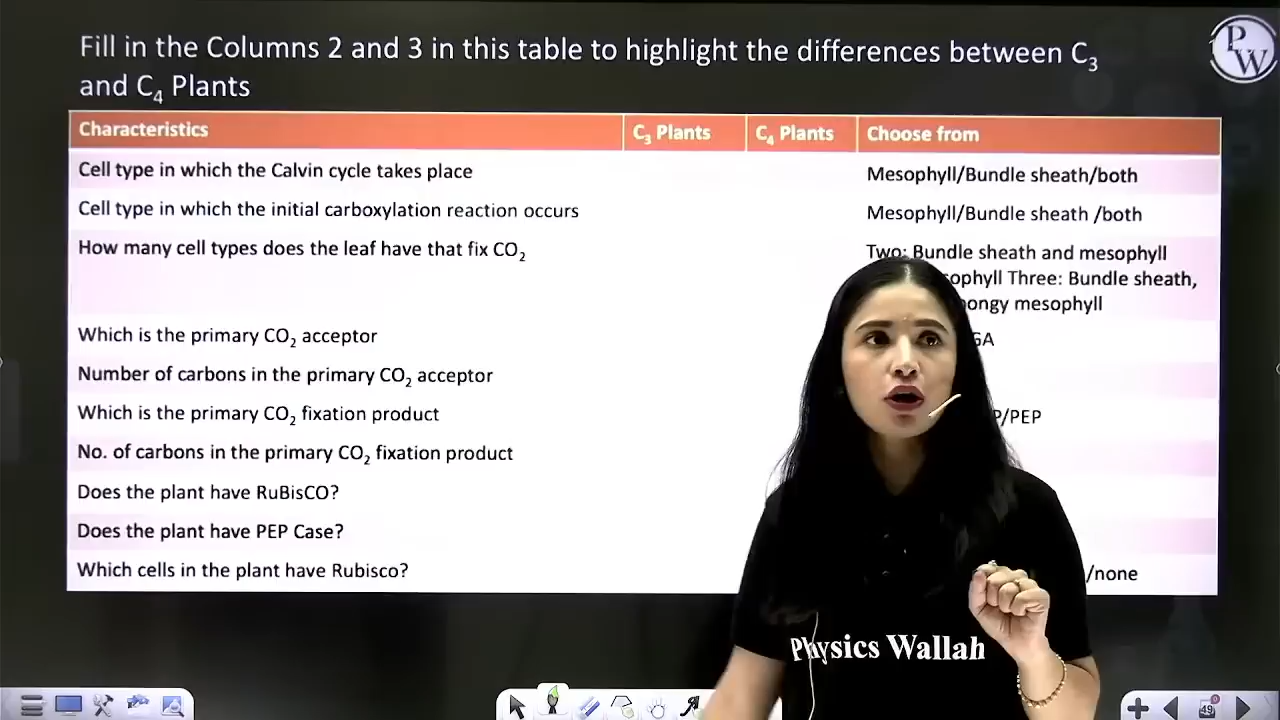 Fill in the Columns 2 and 3 in this table to highlight the differences between C₃
and C₄ Plants
PW
Characteristics C₃ Plants C₄ Plants Choose from
Cell type in which the Calvin cycle takes place Mesophyll/Bundle sheath/both
Cell type in which the initial carboxylation reaction occurs Mesophyll/Bundle sheath /both
How many cell types does the leaf have that fix CO₂ Two: Bundle sheath and mesophyll
Three: Bundle sheath,
mesophyll
Which is the primary CO₂ acceptor
Number of carbons in the primary CO₂ acceptor
Which is the primary CO₂ fixation product /PEP
No. of carbons in the primary CO₂ fixation product
Does the plant have RuBisCO?
Does the plant have PEP Case?
Which cells in the plant have Rubisco? /none
Physics Wallah
49